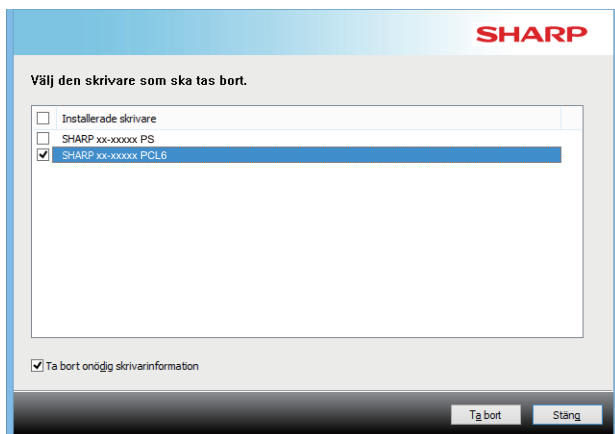 SHARP
Välj den skrivare som ska tas bort.
Installerade skrivare
SHARP xx-xxxxx PS
SHARP xx-xxxxx PCL6
Ta bort onödig skrivarinformation
Ta bort
Stäng